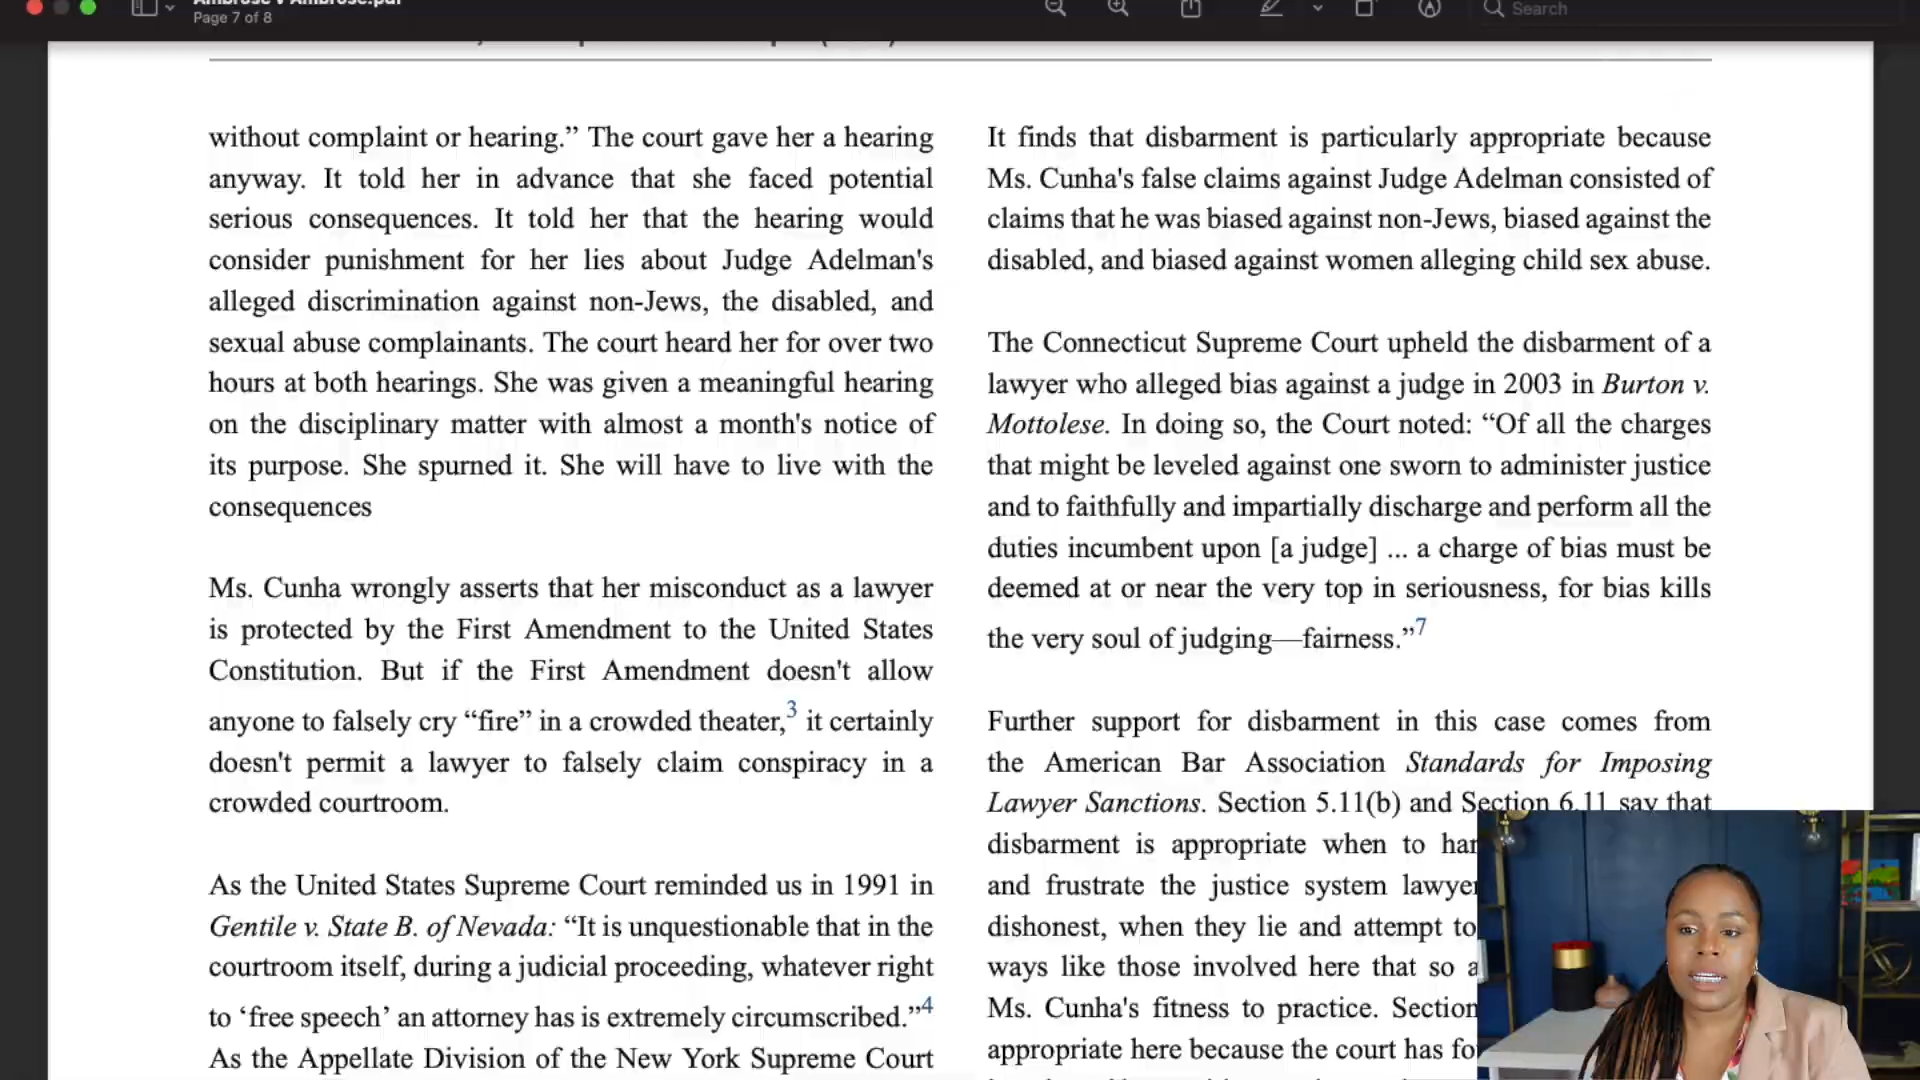 Ambrose v Ambrose.pdf
Page 7 of 8
Search
without complaint or hearing.” The court gave her a hearing
anyway. It told her in advance that she faced potential
serious consequences. It told her that the hearing would
consider punishment for her lies about Judge Adelman's
alleged discrimination against non-Jews, the disabled, and
sexual abuse complainants. The court heard her for over two
hours at both hearings. She was given a meaningful hearing
on the disciplinary matter with almost a month's notice of
its purpose. She spurned it. She will have to live with the
consequences
Ms. Cunha wrongly asserts that her misconduct as a lawyer
is protected by the First Amendment to the United States
Constitution. But if the First Amendment doesn't allow
anyone to falsely cry “fire” in a crowded theater,3 it certainly
doesn't permit a lawyer to falsely claim conspiracy in a
crowded courtroom.
As the United States Supreme Court reminded us in 1991 in
Gentile v. State B. of Nevada: “It is unquestionable that in the
courtroom itself, during a judicial proceeding, whatever right
to ‘free speech’ an attorney has is extremely circumscribed.”4
As the Appellate Division of the New York Supreme Court
It finds that disbarment is particularly appropriate because
Ms. Cunha's false claims against Judge Adelman consisted of
claims that he was biased against non-Jews, biased against the
disabled, and biased against women alleging child sex abuse.
The Connecticut Supreme Court upheld the disbarment of a
lawyer who alleged bias against a judge in 2003 in Burton v.
Mottolese. In doing so, the Court noted: “Of all the charges
that might be leveled against one sworn to administer justice
and to faithfully and impartially discharge and perform all the
duties incumbent upon [a judge] ... a charge of bias must be
deemed at or near the very top in seriousness, for bias kills
the very soul of judging—fairness.”7
Further support for disbarment in this case comes from
the American Bar Association Standards for Imposing
Lawyer Sanctions. Section 5.11(b) and Section 6.11 say that
disbarment is appropriate when to har
and frustrate the justice system lawyer
dishonest, when they lie and attempt to
ways like those involved here that so a
Ms. Cunha's fitness to practice. Section
appropriate here because the court has fo